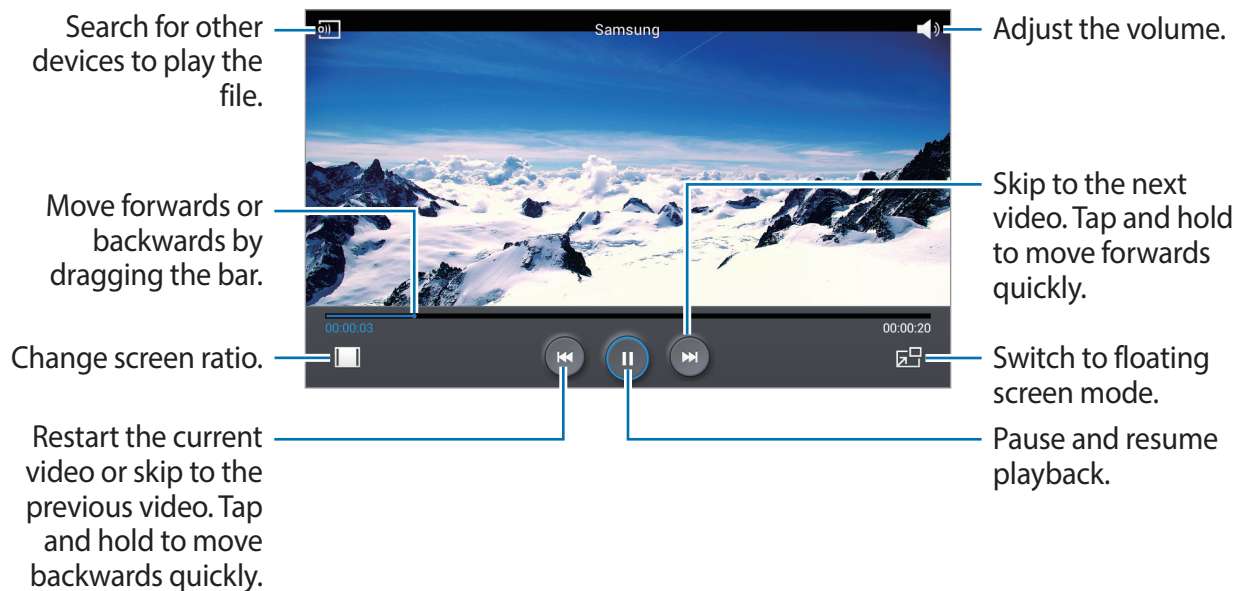 Search for other
devices to play the
file.
Samsung
Adjust the volume.
Move forwards or
backwards by
dragging the bar.
Skip to the next
video. Tap and hold
to move forwards
quickly.
00:00:03
00:00:20
Change screen ratio.
Switch to floating
screen mode.
Restart the current
video or skip to the
previous video. Tap
and hold to move
backwards quickly.
Pause and resume
playback.